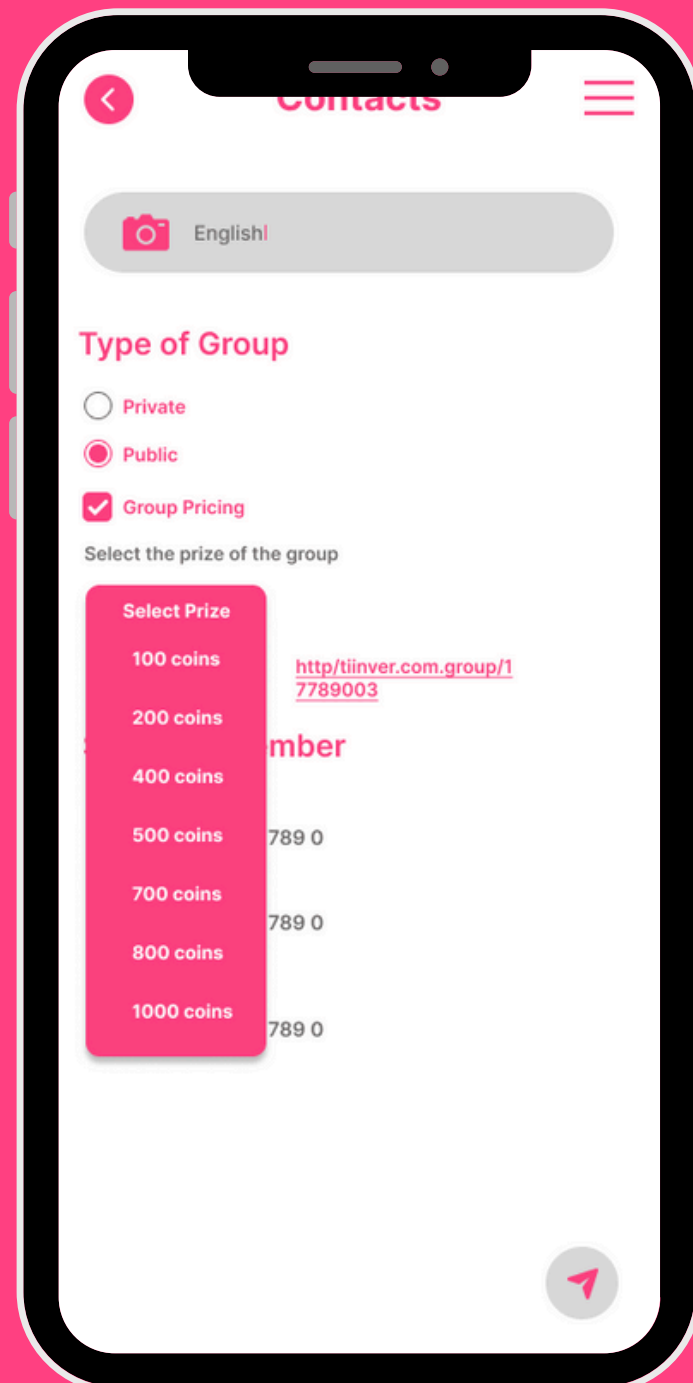 Contacts
English
Type of Group
Private
Public
Group Pricing
Select the prize of the group
Select Prize
100 coins
http/tiinver.com.group/1
7789003
200 coins
mber
400 coins
500 coins
789 0
700 coins
789 0
800 coins
1000 coins
789 0